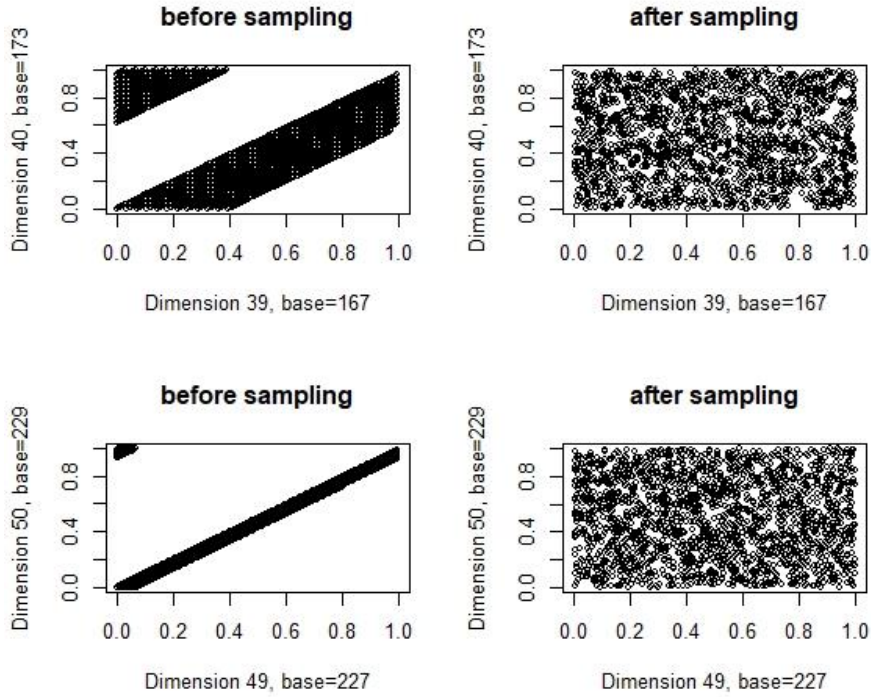 before sampling
Dimension 40, base=173
0.0 0.4 0.8
0.0 0.2 0.4 0.6 0.8 1.0
Dimension 39, base=167
after sampling
Dimension 40, base=173
0.0 0.4 0.8
0.0 0.2 0.4 0.6 0.8 1.0
Dimension 39, base=167
before sampling
Dimension 50, base=229
0.0 0.4 0.8
0.0 0.2 0.4 0.6 0.8 1.0
Dimension 49, base=227
after sampling
Dimension 50, base=229
0.0 0.4 0.8
0.0 0.2 0.4 0.6 0.8 1.0
Dimension 49, base=227